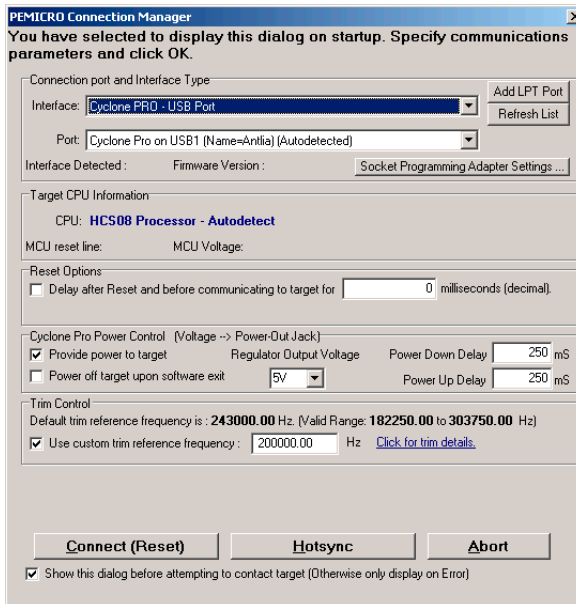 PEMICRO Connection Manager
You have selected to display this dialog on startup. Specify communications
parameters and click OK.
Connection port and Interface Type
Add LPT Port
Interface: Cyclone PRO - USB Port
Refresh List
Port: Cyclone Pro on USB1 (Name=Antlia) (Autodetected)
Interface Detected : Firmware Version : Socket Programming Adapter Settings ...
Target CPU Information
CPU: HCS08 Processor - Autodetect
MCU reset line: MCU Voltage:
Reset Options
Delay after Reset and before communicating to target for 0 milliseconds (decimal).
Cyclone Pro Power Control (Voltage --> Power-Out Jack)
Provide power to target Regulator Output Voltage Power Down Delay 250 mS
Power off target upon software exit 5V Power Up Delay 250 mS
Trim Control
Default trim reference frequency is : 243000.00 Hz. (Valid Range: 182250.00 to 303750.00 Hz)
Use custom trim reference frequency : 200000.00 Hz Click for trim details.
Connect (Reset) Hotsync Abort
Show this dialog before attempting to contact target (Otherwise only display on Error)